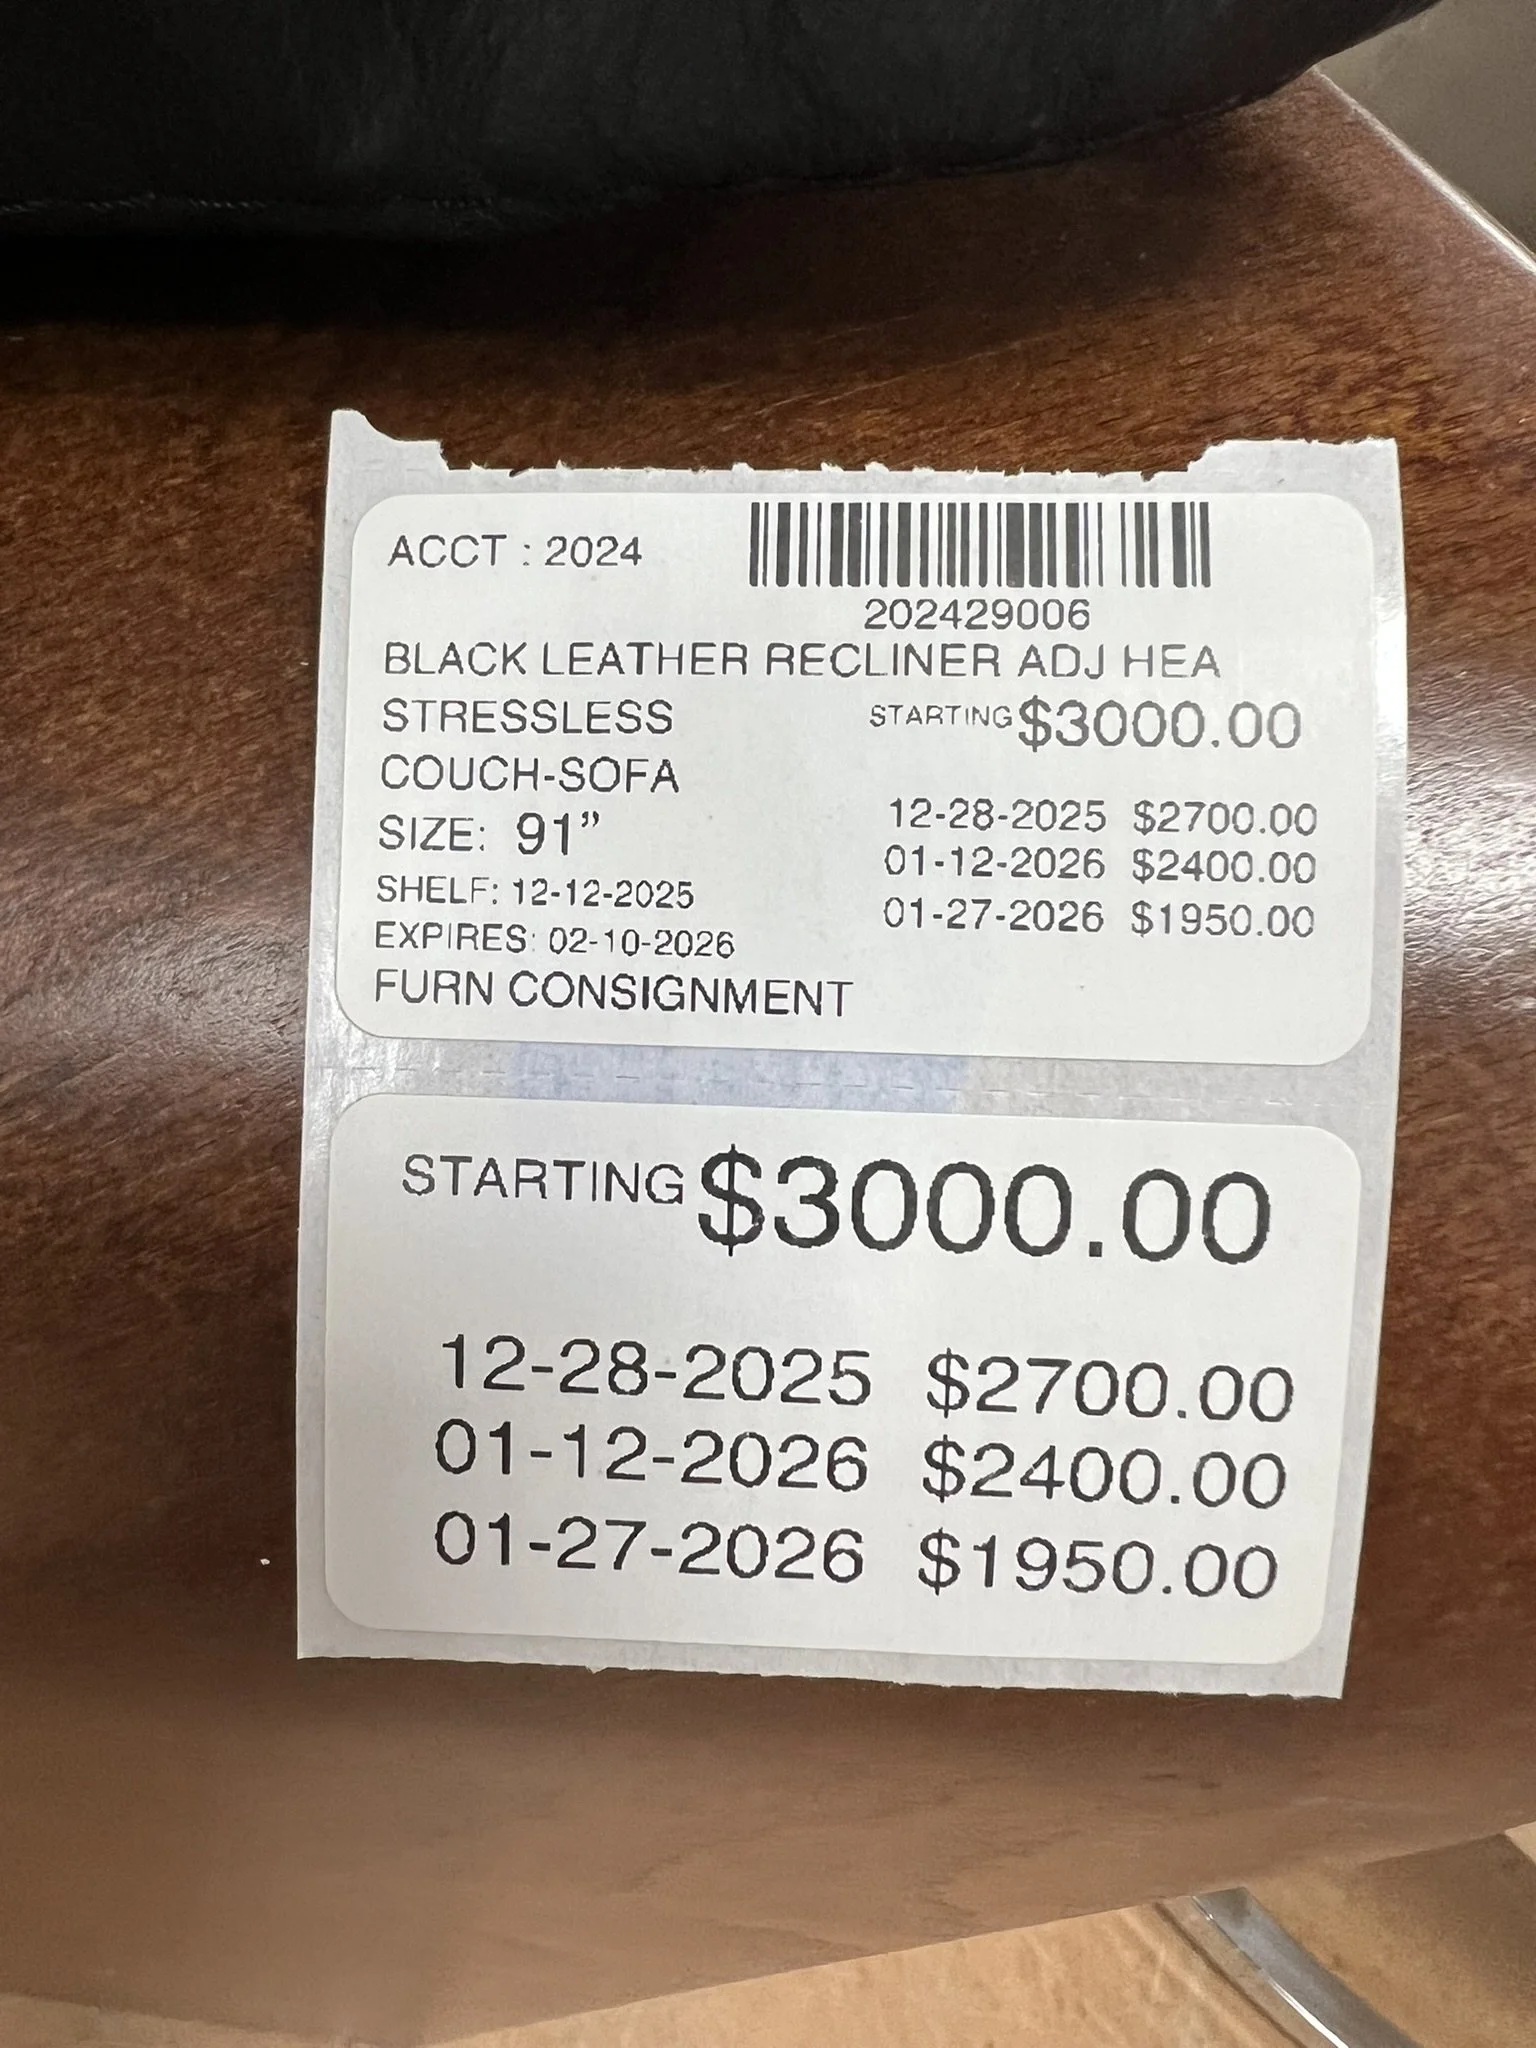 ACCT : 2024
202429006
BLACK LEATHER RECLINER ADJ HEA
STRESSLESS
STARTING $3000.00
COUCH-SOFA
SIZE: 91”
12-28-2025 $2700.00
01-12-2026 $2400.00
SHELF: 12-12-2025
01-27-2026 $1950.00
EXPIRES: 02-10-2026
FURN CONSIGNMENT
STARTING $3000.00
12-28-2025 $2700.00
01-12-2026 $2400.00
01-27-2026 $1950.00